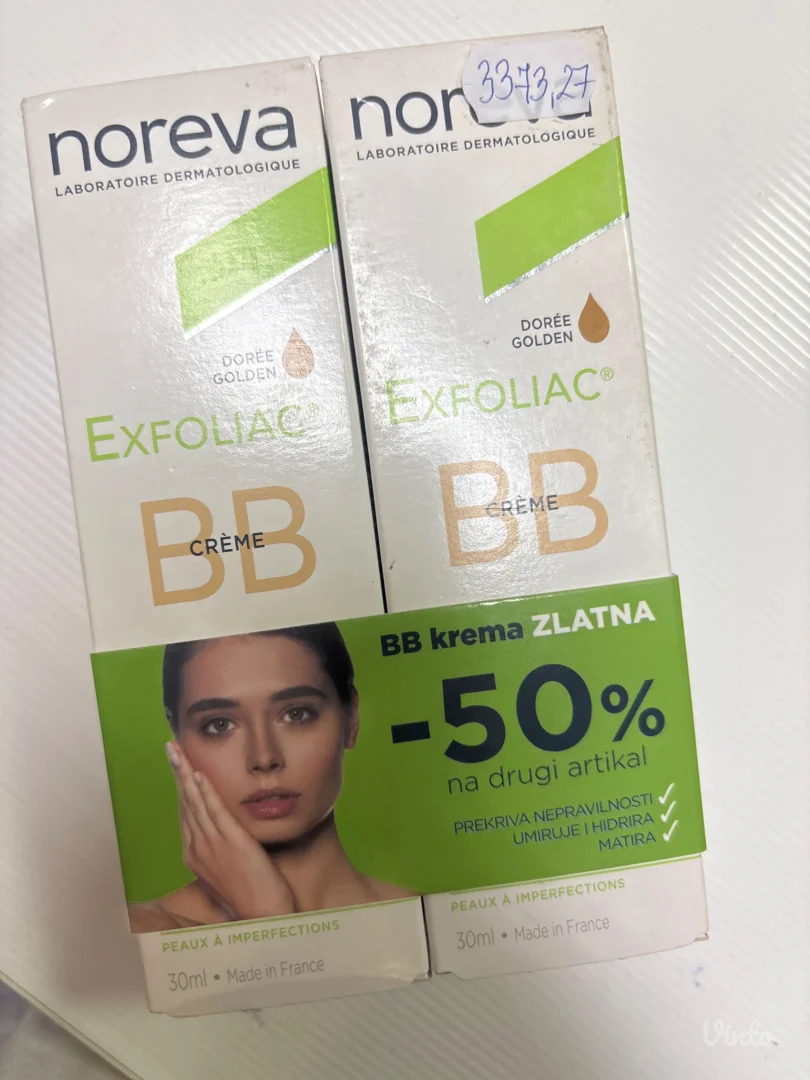 noreva
LABORATOIRE DERMATOLOGIQUE
DORÉE
GOLDEN
EXFOLIAC®
BB
CRÈME
3373,27
noreva
LABORATOIRE DERMATOLOGIQUE
DORÉE
GOLDEN
EXFOLIAC®
BB
CRÈME
BB krema ZLATNA
-50%
na drugi artikal
PREKRIVA NEPRAVILNOSTI ✓
UMIRUJE I HIDRIRA ✓
MATIRA ✓
PEAUX À IMPERFECTIONS
30ml • Made in France
PEAUX À IMPERFECTIONS
30ml • Made in France
Vinto